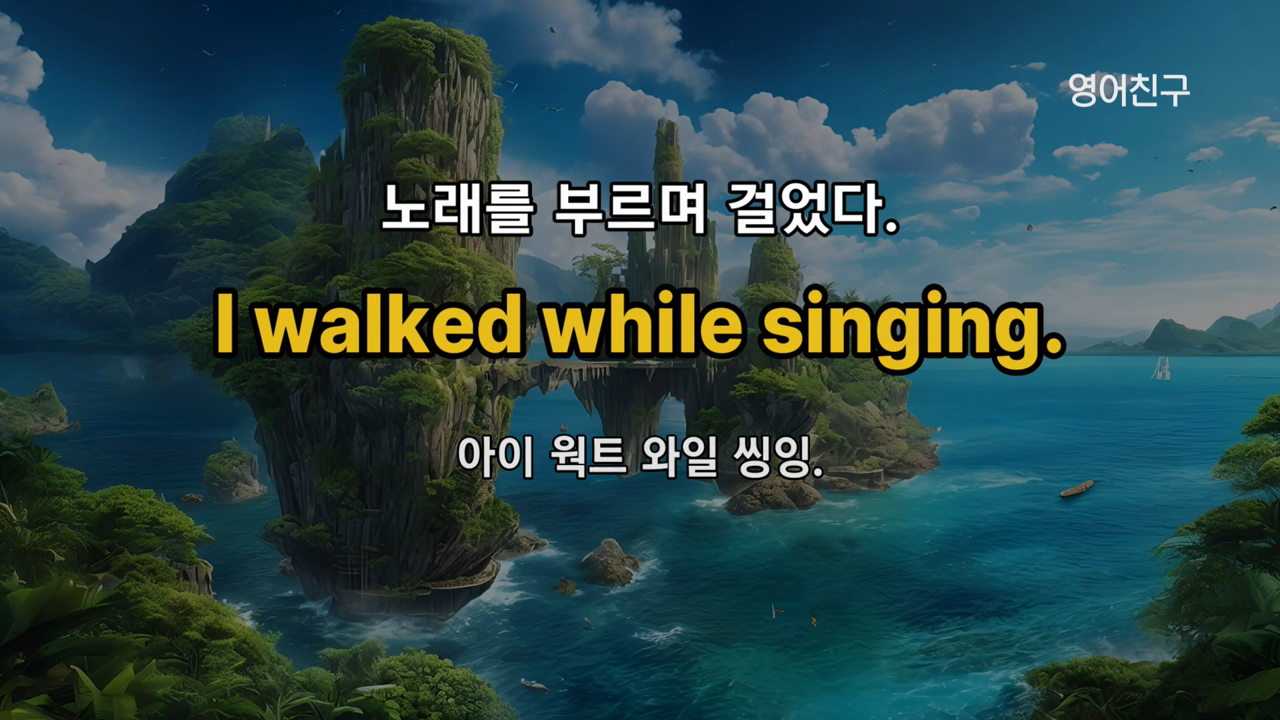 영어친구
노래를 부르며 걸었다.
I walked while singing.
아이 웍트 와일 씽잉.